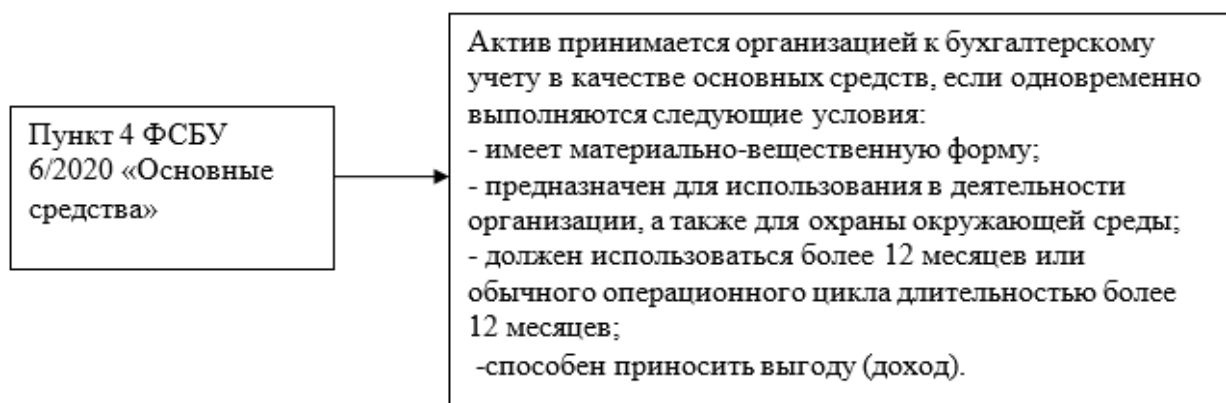 Пункт 4 ФСБУ
6/2020 «Основные
средства»
Актив принимается организацией к бухгалтерскому
учету в качестве основных средств, если одновременно
выполняются следующие условия:
- имеет материально-вещественную форму;
- предназначен для использования в деятельности
организации, а также для охраны окружающей среды;
- должен использоваться более 12 месяцев или
обычного операционного цикла длительностью более
12 месяцев;
-способен приносить выгоду (доход).